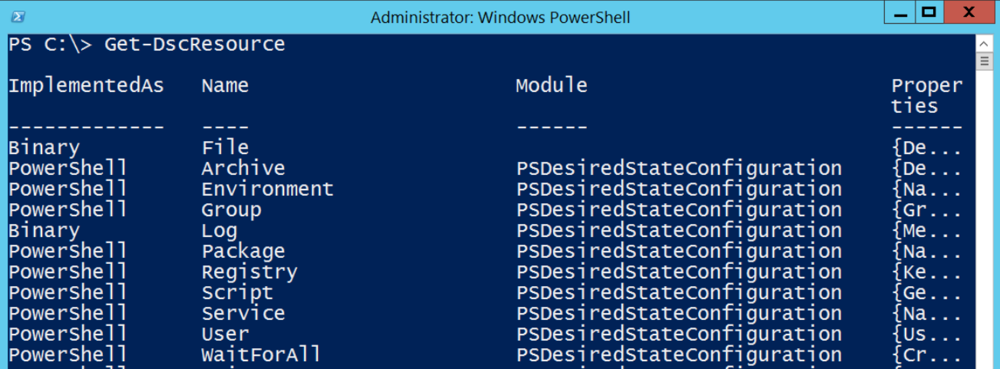 Administrator: Windows PowerShell
PS C:\> Get-DscResource
ImplementedAs   Name                      Module                         Proper
                                                                         ties
-------------   ----                      ------                         ------
Binary          File                                                     {De...
PowerShell      Archive                   PSDesiredStateConfiguration    {De...
PowerShell      Environment               PSDesiredStateConfiguration    {Na...
PowerShell      Group                     PSDesiredStateConfiguration    {Gr...
Binary          Log                       PSDesiredStateConfiguration    {Me...
PowerShell      Package                   PSDesiredStateConfiguration    {Na...
PowerShell      Registry                  PSDesiredStateConfiguration    {Ke...
PowerShell      Script                    PSDesiredStateConfiguration    {Ge...
PowerShell      Service                   PSDesiredStateConfiguration    {Na...
PowerShell      User                      PSDesiredStateConfiguration    {Us...
PowerShell      WaitForAll                PSDesiredStateConfiguration    {Cr...